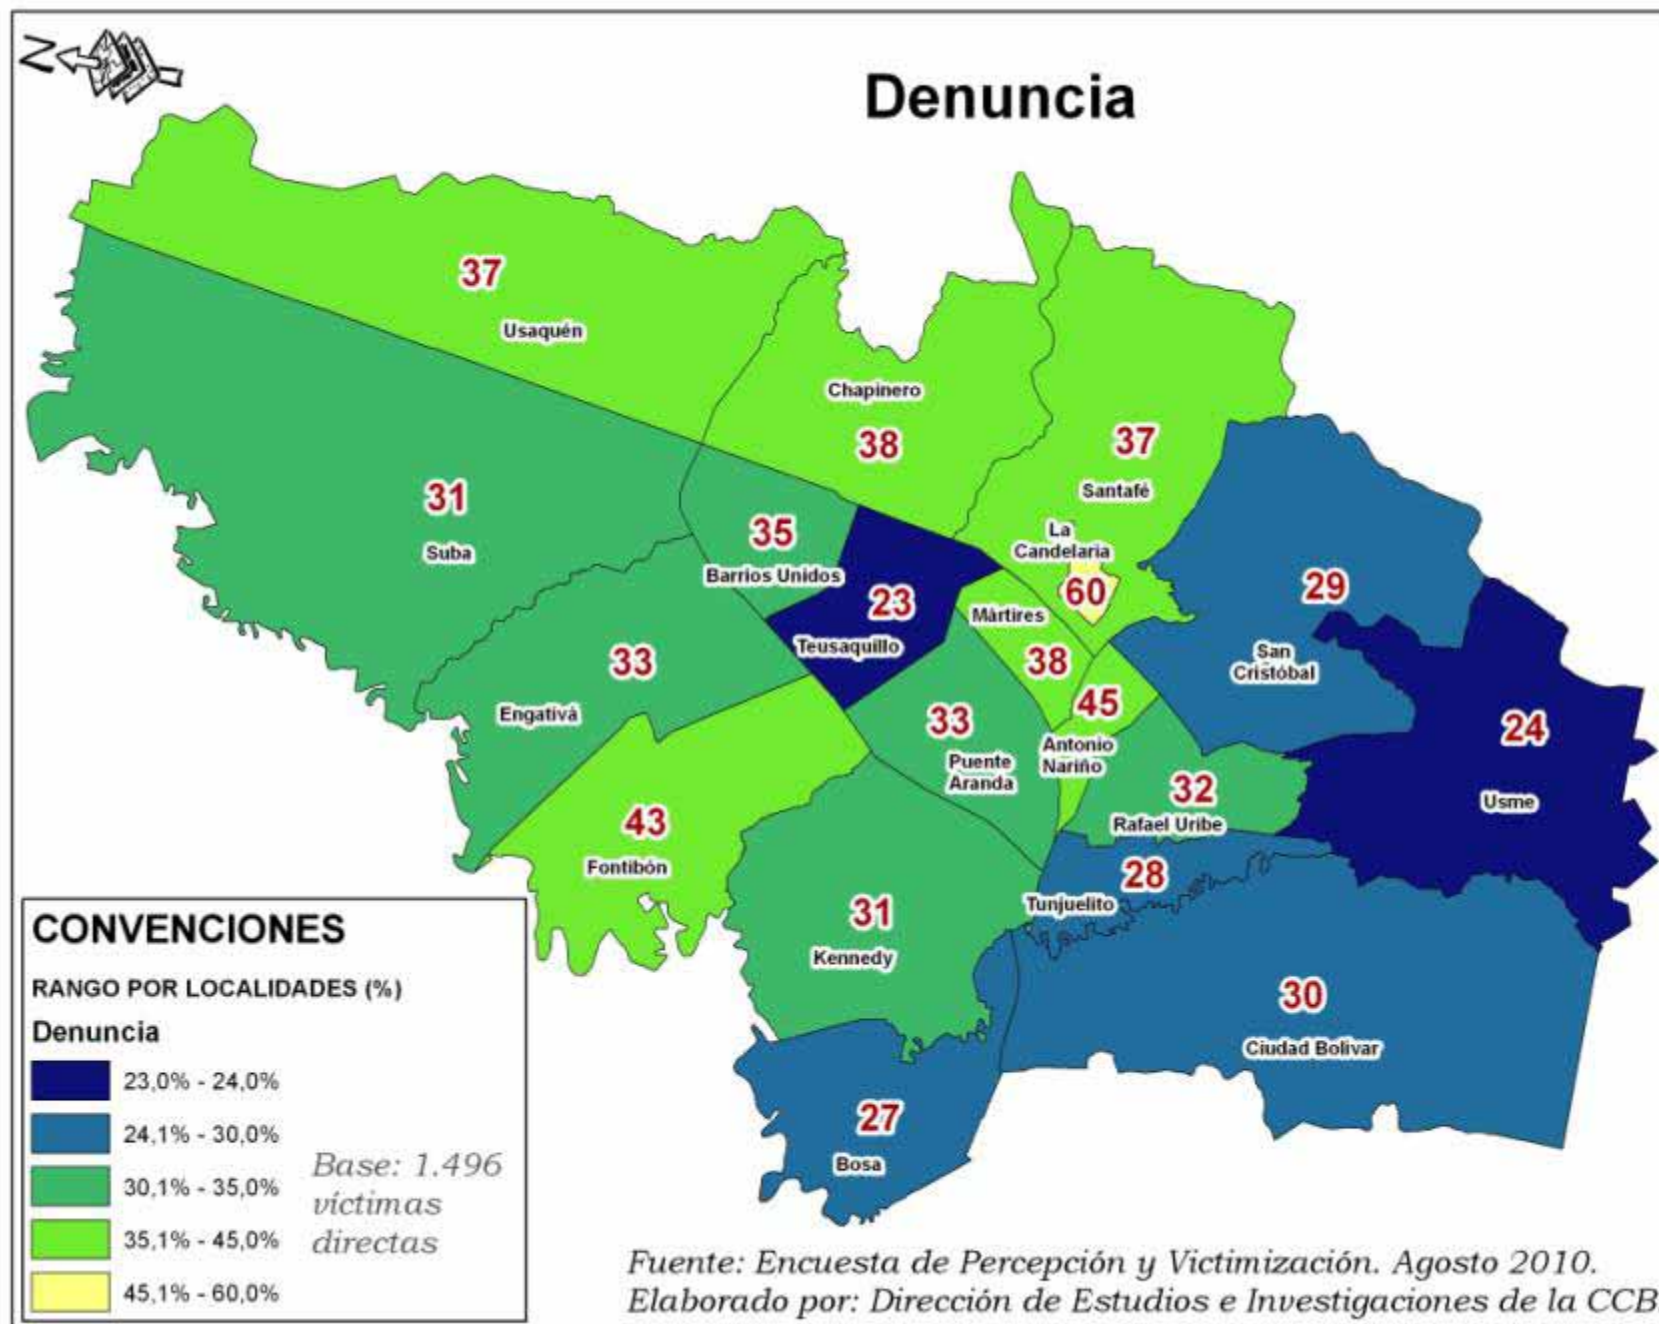 N
Denuncia
37
Usaquén
Chapinero
38
37
Santafé
31
Suba
35
Barrios Unidos
La
Candelaria
60
23
Teusaquillo
Mártires
38
29
San
Cristóbal
33
Engativá
45
Antonio
Nariño
33
Puente
Aranda
24
Usme
32
Rafael Uribe
43
Fontibón
28
Tunjuelito
31
Kennedy
30
Ciudad Bolívar
27
Bosa
CONVENCIONES
RANGO POR LOCALIDADES (%)
Denuncia
23,0% - 24,0%
24,1% - 30,0%
30,1% - 35,0%
35,1% - 45,0%
45,1% - 60,0%
Base: 1.496
víctimas
directas
Fuente: Encuesta de Percepción y Victimización. Agosto 2010.
Elaborado por: Dirección de Estudios e Investigaciones de la CCB